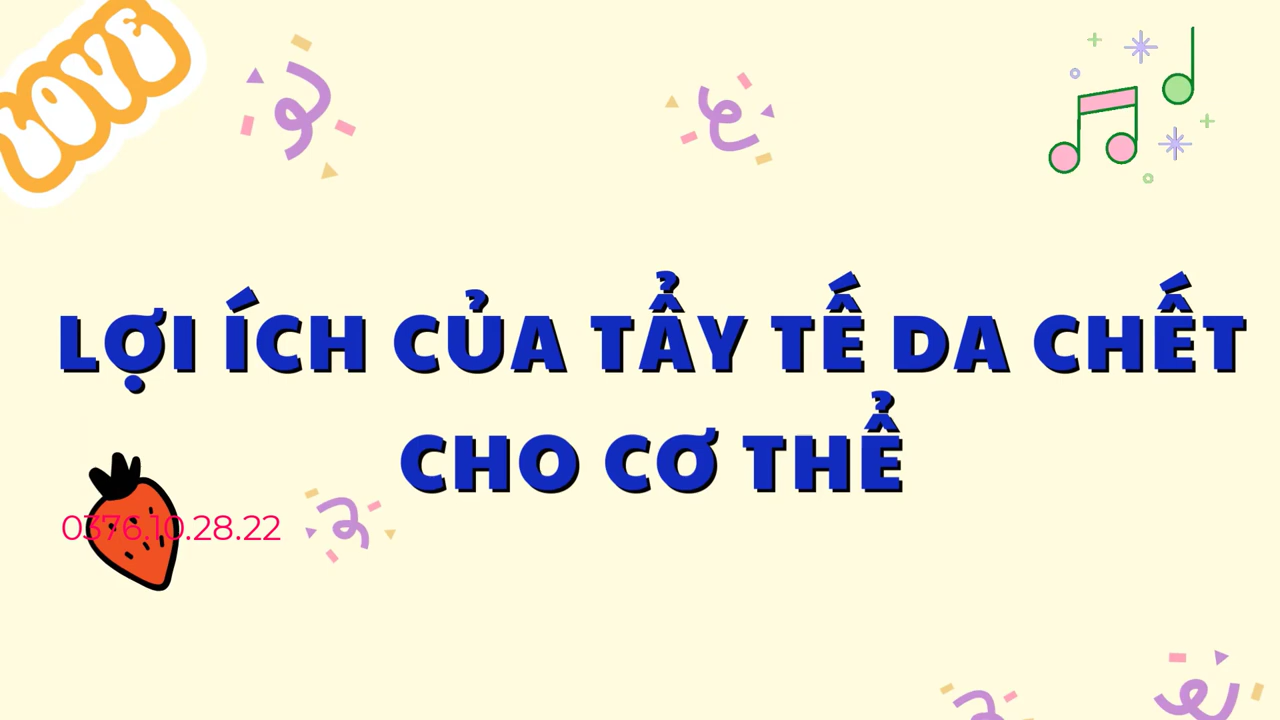 LOVE
LỢI ÍCH CỦA TẨY TẾ DA CHẾT
CHO CƠ THỂ
0376.10.28.22